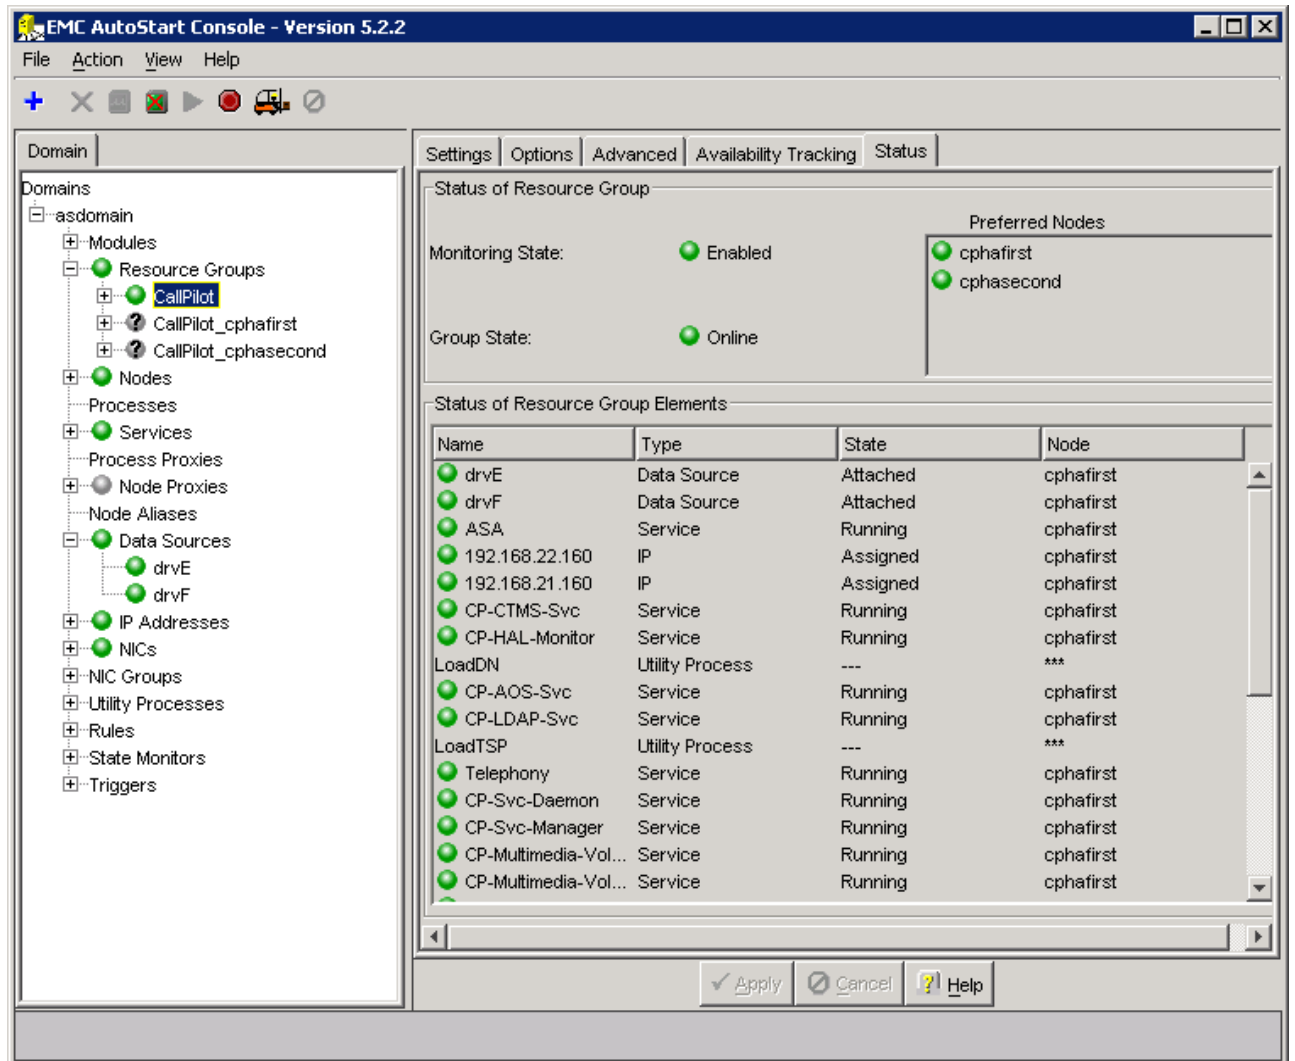 EMC AutoStart Console - Version 5.2.2
File Action View Help
Domain
Domains
asdomain
Modules
Resource Groups
CallPilot
CallPilot_cphafirst
CallPilot_cphasecond
Nodes
Processes
Services
Process Proxies
Node Proxies
Node Aliases
Data Sources
drvE
drvF
IP Addresses
NICs
NIC Groups
Utility Processes
Rules
State Monitors
Triggers
Settings Options Advanced Availability Tracking Status
Status of Resource Group
Preferred Nodes
Monitoring State: Enabled
cphafirst
cphasecond
Group State: Online
Status of Resource Group Elements
Name Type State Node
drvE Data Source Attached cphafirst
drvF Data Source Attached cphafirst
ASA Service Running cphafirst
192.168.22.160 IP Assigned cphafirst
192.168.21.160 IP Assigned cphafirst
CP-CTMS-Svc Service Running cphafirst
CP-HAL-Monitor Service Running cphafirst
LoadDN Utility Process --- ***
CP-AOS-Svc Service Running cphafirst
CP-LDAP-Svc Service Running cphafirst
LoadTSP Utility Process --- ***
Telephony Service Running cphafirst
CP-Svc-Daemon Service Running cphafirst
CP-Svc-Manager Service Running cphafirst
CP-Multimedia-Vol... Service Running cphafirst
CP-Multimedia-Vol... Service Running cphafirst
Apply Cancel Help